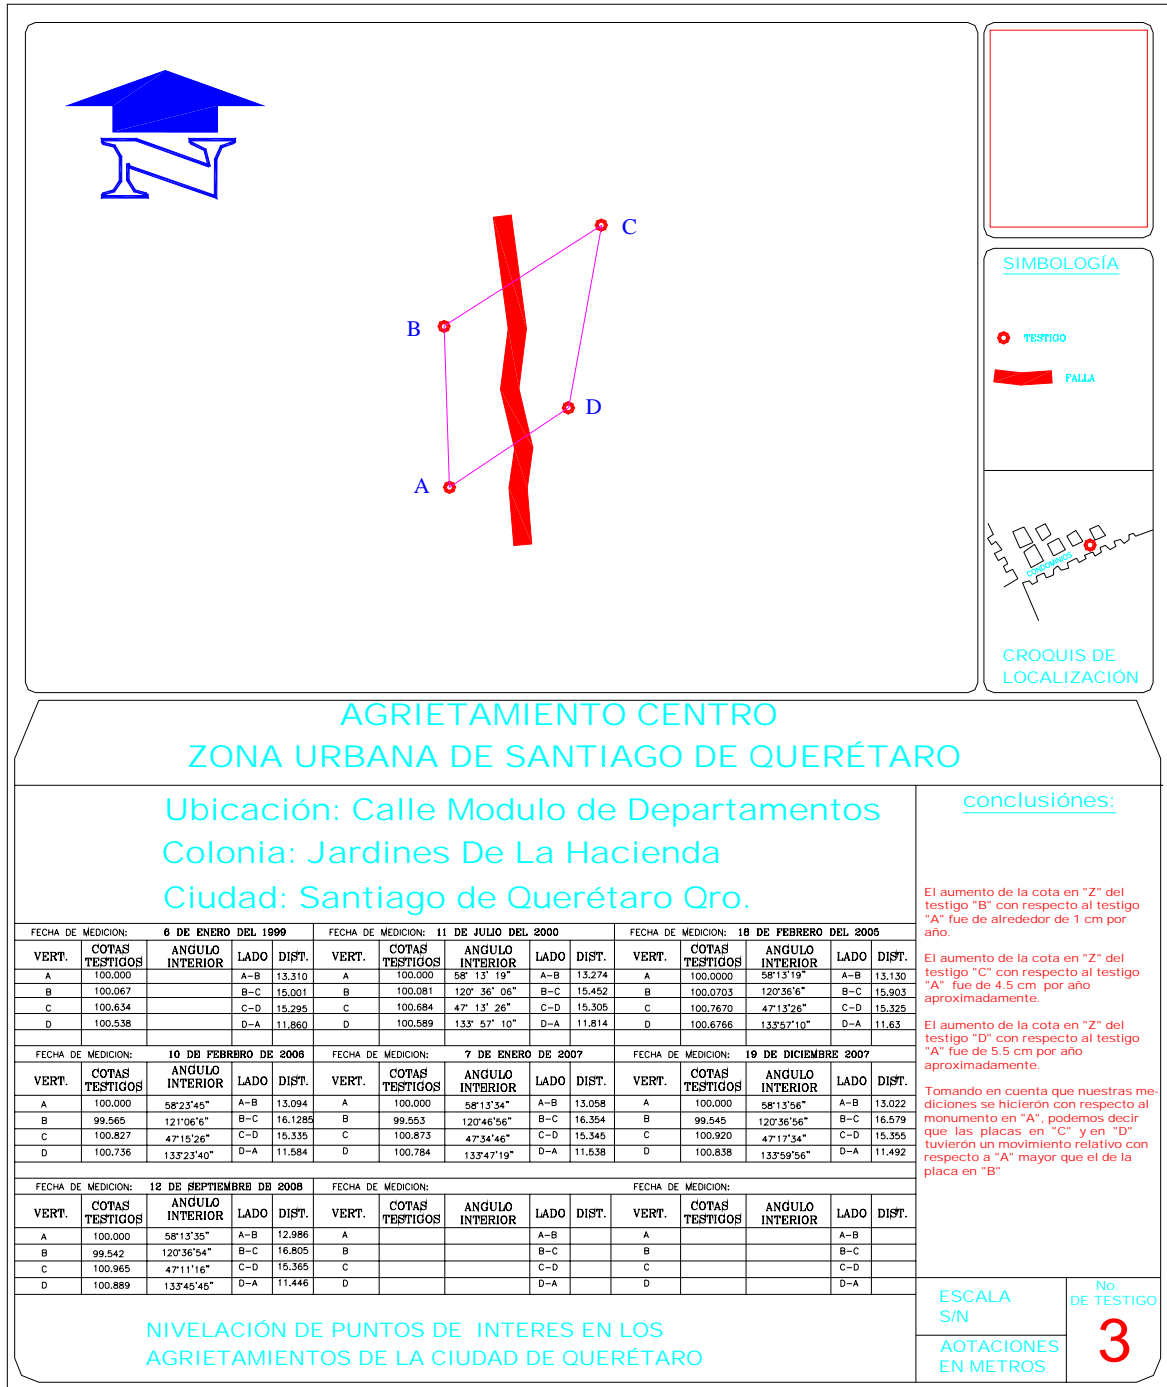 C
B
D
A
SIMBOLOGÍA
TESTIGO
FALLA
CONDOMINIOS
CROQUIS DE
LOCALIZACIÓN
AGRIETAMIENTO CENTRO
ZONA URBANA DE SANTIAGO DE QUERÉTARO
Ubicación: Calle Modulo de Departamentos
Colonia: Jardines De La Hacienda
Ciudad: Santiago de Querétaro Qro.
FECHA DE MEDICION: 6 DE ENERO DEL 1999 FECHA DE MEDICION: 11 DE JULIO DEL 2000 FECHA DE MEDICION: 18 DE FEBRERO DEL 2005
VERT. COTAS TESTIGOS ANGULO INTERIOR LADO DIST. VERT. COTAS TESTIGOS ANGULO INTERIOR LADO DIST. VERT. COTAS TESTIGOS ANGULO INTERIOR LADO DIST.
A 100.000 A-B 13.310 A 100.000 58° 13' 19" A-B 13.274 A 100.0000 58°13'19" A-B 13.130
B 100.067 B-C 15.001 B 100.081 120° 36' 06" B-C 15.452 B 100.0703 120°36'6" B-C 15.903
C 100.634 C-D 15.295 C 100.684 47° 13' 26" C-D 15.305 C 100.7670 47°13'26" C-D 15.325
D 100.538 D-A 11.860 D 100.589 133° 57' 10" D-A 11.814 D 100.6766 133°57'10" D-A 11.63
FECHA DE MEDICION: 10 DE FEBRERO DE 2006 FECHA DE MEDICION: 7 DE ENERO DE 2007 FECHA DE MEDICION: 19 DE DICIEMBRE 2007
VERT. COTAS TESTIGOS ANGULO INTERIOR LADO DIST. VERT. COTAS TESTIGOS ANGULO INTERIOR LADO DIST. VERT. COTAS TESTIGOS ANGULO INTERIOR LADO DIST.
A 100.000 58°23'45" A-B 13.094 A 100.000 58°13'34" A-B 13.058 A 100.000 58°13'56" A-B 13.022
B 99.565 121°06'6" B-C 16.1285 B 99.553 120°46'56" B-C 16.354 B 99.545 120°36'56" B-C 16.579
C 100.827 47°15'26" C-D 15.335 C 100.873 47°34'46" C-D 15.345 C 100.920 47°17'34" C-D 15.355
D 100.736 133°23'40" D-A 11.584 D 100.784 133°47'19" D-A 11.538 D 100.838 133°59'56" D-A 11.492
FECHA DE MEDICION: 12 DE SEPTIEMBRE DE 2008 FECHA DE MEDICION: FECHA DE MEDICION:
VERT. COTAS TESTIGOS ANGULO INTERIOR LADO DIST. VERT. COTAS TESTIGOS ANGULO INTERIOR LADO DIST. VERT. COTAS TESTIGOS ANGULO INTERIOR LADO DIST.
A 100.000 58°13'35" A-B 12.986 A A-B A A-B
B 99.542 120°36'54" B-C 16.805 B B-C B B-C
C 100.965 47°11'16" C-D 15.365 C C-D C C-D
D 100.889 133°45'45" D-A 11.446 D D-A D D-A
NIVELACIÓN DE PUNTOS DE INTERES EN LOS
AGRIETAMIENTOS DE LA CIUDAD DE QUERÉTARO
conclusiónes:
El aumento de la cota en "Z" del
testigo "B" con respecto al testigo
"A" fue de alrededor de 1 cm por
año.
El aumento de la cota en "Z" del
testigo "C" con respecto al testigo
"A" fue de 4.5 cm por año
aproximadamente.
El aumento de la cota en "Z" del
testigo "D" con respecto al testigo
"A" fue de 5.5 cm por año
aproximadamente.
Tomando en cuenta que nuestras me-
diciones se hicierón con respecto al
monumento en "A", podemos decir
que las placas en "C" y en "D"
tuvierón un movimiento relativo con
respecto a "A" mayor que el de la
placa en "B"
ESCALA
S/N
AOTACIONES
EN METROS
No.
DE TESTIGO
3